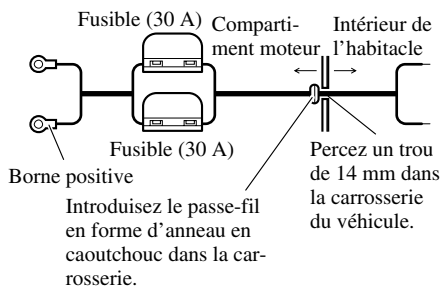 Fusible (30 A)
Comparti-
ment moteur
Intérieur de
l'habitacle
Fusible (30 A)
Borne positive
Introduisez le passe-fil
en forme d'anneau en
caoutchouc dans la car-
rosserie.
Percez un trou
de 14 mm dans
la carrosserie
du véhicule.